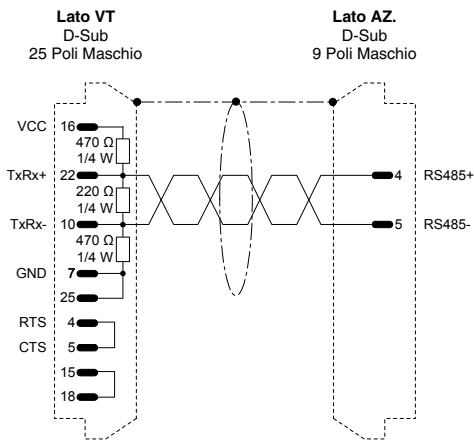 Lato VT
D-Sub
25 Poli Maschio
Lato AZ.
D-Sub
9 Poli Maschio
VCC 16
470 Ω
1/4 W
TxRx+ 22
4 RS485+
220 Ω
1/4 W
TxRx- 10
5 RS485-
470 Ω
1/4 W
GND 7
25
RTS 4
CTS 5
15
18